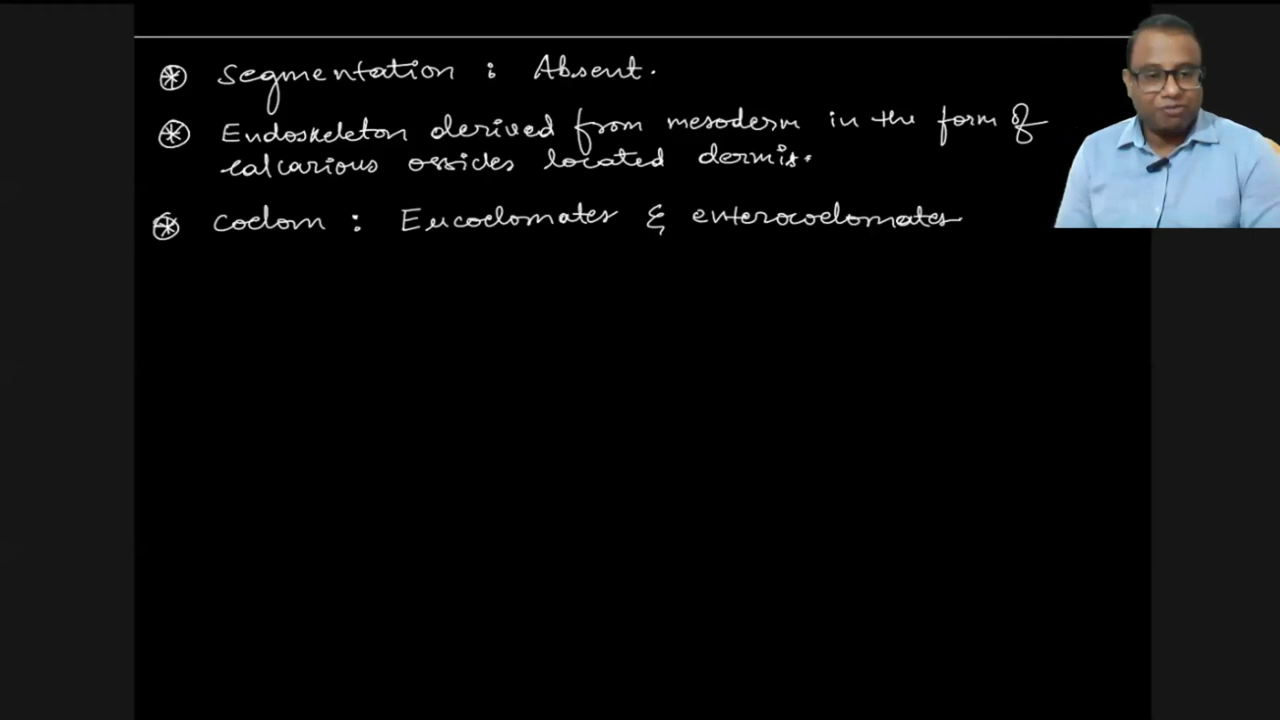 ⊛ Segmentation : Absent.
⊛ Endoskeleton derived from mesoderm in the form of
calcarious ossicles located dermis.
⊛ Coelom : Eucoelomates & enterocoelomates